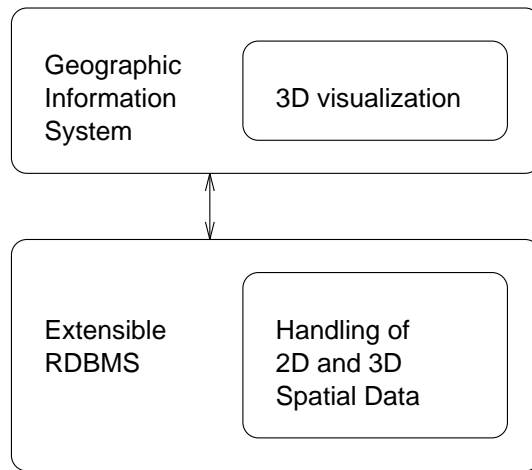 Geographic
Information
System
3D visualization
Extensible
RDBMS
Handling of
2D and 3D
Spatial Data